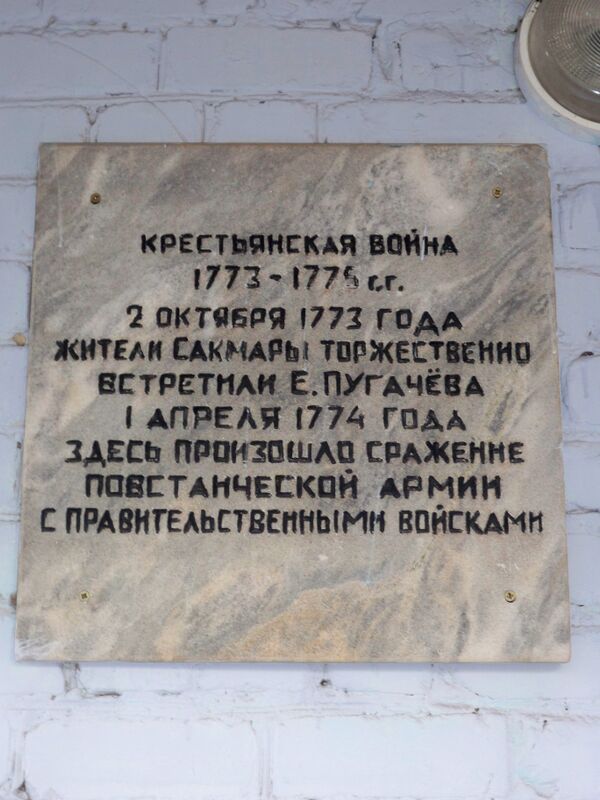 КРЕСТЬЯНСКАЯ ВОЙНА
1773-1775 г.г.
2 ОКТЯБРЯ 1773 ГОДА
ЖИТЕЛИ САКМАРЫ ТОРЖЕСТВЕННО
ВСТРЕТИЛИ Е. ПУГАЧЁВА
1 АПРЕЛЯ 1774 ГОДА
ЗДЕСЬ ПРОИЗОШЛО СРАЖЕНИЕ
ПОВСТАНЧЕСКОЙ АРМИИ
С ПРАВИТЕЛЬСТВЕННЫМИ ВОЙСКАМИ